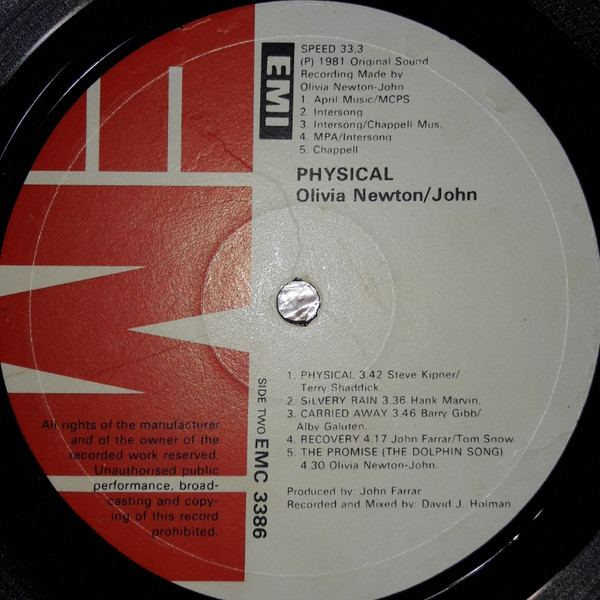 EMI
SPEED 33.3
(P) 1981 Original Sound
Recording Made by
Olivia Newton-John
1. April Music/MCPS
2. Intersong
3. Intersong/Chappell Mus.
4. MPA/Intersong
5. Chappell
PHYSICAL
Olivia Newton/John
1. PHYSICAL 3.42 Steve Kipner/
Terry Shaddick.
2. SILVERY RAIN 3.36 Hank Marvin.
3. CARRIED AWAY 3.46 Barry Gibb/
Alby Galuten.
4. RECOVERY 4.17 John Farrar/Tom Snow.
5. THE PROMISE (THE DOLPHIN SONG)
4.30 Olivia Newton-John.
Produced by: John Farrar
Recorded and Mixed by: David J. Holman
SIDE TWO EMC 3386
All rights of the manufacturer
and of the owner of the
recorded work reserved.
Unauthorised public
performance, broad-
casting and copy-
ing of this record
prohibited.